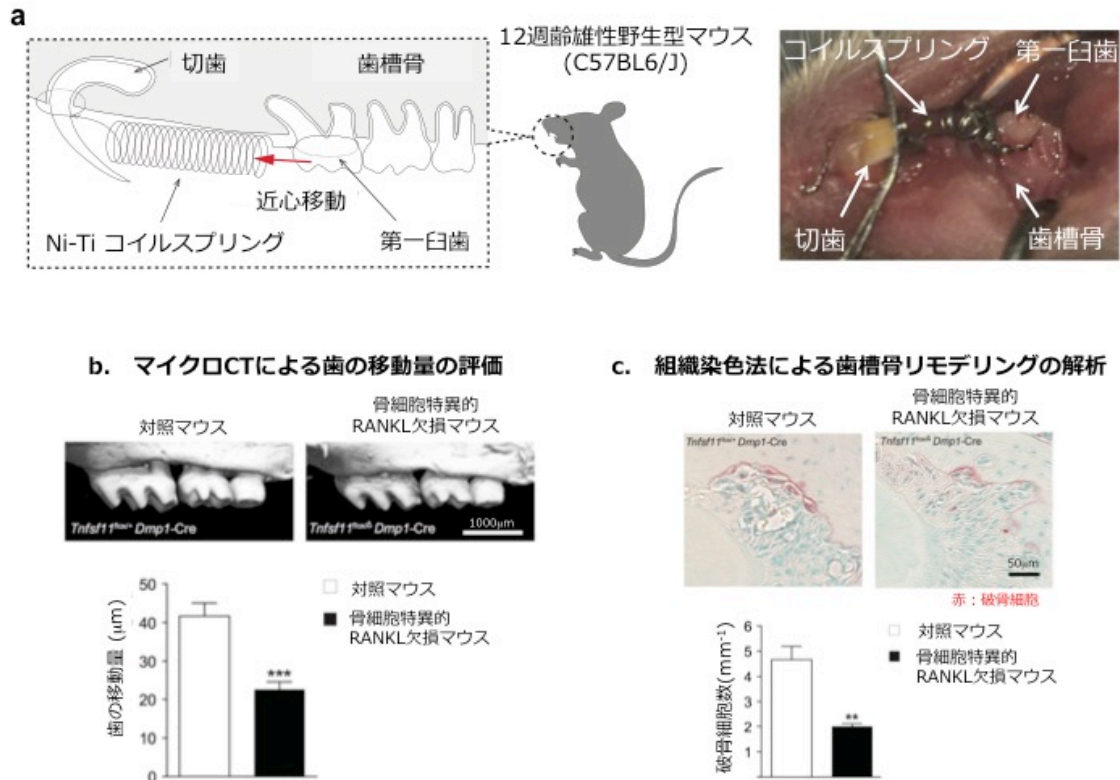 a
切歯
歯槽骨
近心移動
Ni-Ti コイルスプリング
第一臼歯
12週齢雄性野生型マウス
(C57BL6/J)
コイルスプリング
第一臼歯
切歯
歯槽骨
b. マイクロCTによる歯の移動量の評価
対照マウス
骨細胞特異的
RANKL欠損マウス
Tnfsf11flox/+ Dmp1-Cre
Tnfsf11flox/Δ Dmp1-Cre
1000μm
歯の移動量 (μm)
50
40
30
20
10
0
***
対照マウス
骨細胞特異的
RANKL欠損マウス
c. 組織染色法による歯槽骨リモデリングの解析
対照マウス
骨細胞特異的
RANKL欠損マウス
Tnfsf11flox/+ Dmp1-Cre
Tnfsf11flox/Δ Dmp1-Cre
50μm
赤：破骨細胞
破骨細胞数(mm-1)
6
5
4
3
2
1
**
対照マウス
骨細胞特異的
RANKL欠損マウス